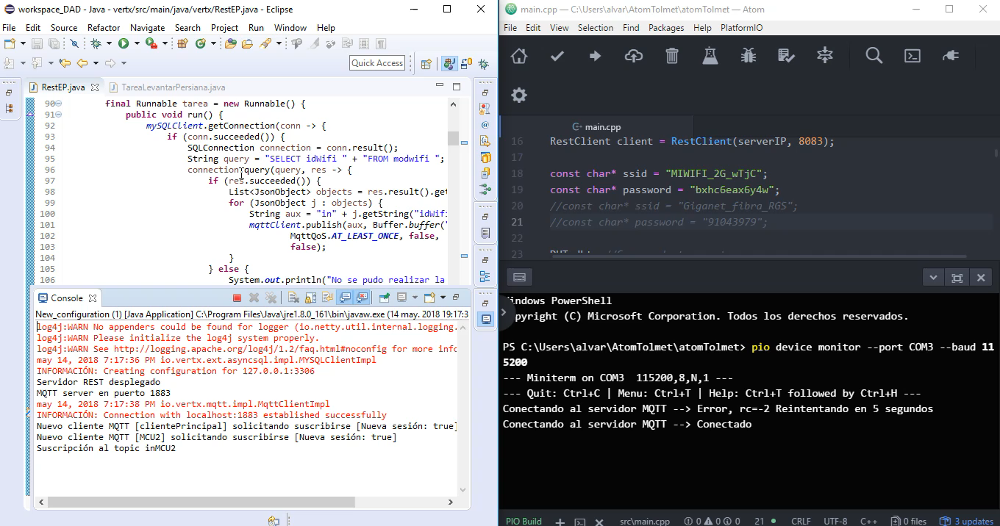 workspace_DAD - Java - vertx/src/main/java/vertx/RestEP.java - Eclipse
File Edit Source Refactor Navigate Search Project Run Window Help
Quick Access
RestEP.java
TareaLevantarPersiana.java
90 final Runnable tarea = new Runnable() {
91 public void run() {
92 mySQLClient.getConnection(conn -> {
93 if (conn.succeeded()) {
94 SQLConnection connection = conn.result();
95 String query = "SELECT idWifi " + "FROM modwifi ";
96 connection.query(query, res -> {
97 if (res.succeeded()) {
98 List<JsonObject> objects = res.result().get
99 for (JsonObject j : objects) {
100 String aux = "in" + j.getString("idWif
101 mqttClient.publish(aux, Buffer.buffer("
102 MqttQoS.AT_LEAST_ONCE, false,
103 false);
104 }
105 } else {
106 System.out.println("No se pudo realizar la
Console
New_configuration (1) [Java Application] C:\Program Files\Java\jre1.8.0_161\bin\javaw.exe (14 may. 2018 19:17:3
log4j:WARN No appenders could be found for logger (io.netty.util.internal.logging.
log4j:WARN Please initialize the log4j system properly.
log4j:WARN See http://logging.apache.org/log4j/1.2/faq.html#noconfig for more info
may 14, 2018 7:17:36 PM io.vertx.ext.asyncsql.impl.MYSQLClientImpl
INFORMACIÓN: Creating configuration for 127.0.0.1:3306
Servidor REST desplegado
MQTT server en puerto 1883
may 14, 2018 7:17:38 PM io.vertx.mqtt.impl.MqttClientImpl
INFORMACIÓN: Connection with localhost:1883 established successfully
Nuevo cliente MQTT [clientePrincipal] solicitando suscribirse [Nueva sesión: true]
Nuevo cliente MQTT [MCU2] solicitando suscribirse [Nueva sesión: true]
Suscripción al topic inMCU2
main.cpp — C:\Users\alvar\AtomTolmet\atomTolmet — Atom
File Edit View Selection Find Packages Help PlatformIO
main.cpp
16 RestClient client = RestClient(serverIP, 8083);
17
18 const char* ssid = "MIWIFI_2G_wTjC";
19 const char* password = "bxhc6eax6y4w";
20 //const char* ssid = "Giganet_fibra_RGS";
21 //const char* password = "91043979";
22
23
indows PowerShell
pyright (C) Microsoft Corporation. Todos los derechos reservados.
PS C:\Users\alvar\AtomTolmet\atomTolmet> pio device monitor --port COM3 --baud 11
5200
--- Miniterm on COM3 115200,8,N,1 ---
--- Quit: Ctrl+C | Menu: Ctrl+T | Help: Ctrl+T followed by Ctrl+H ---
Conectando al servidor MQTT --> Error, rc=-2 Reintentando en 5 segundos
Conectando al servidor MQTT --> Conectado
PIO Build src\main.cpp 0 0 0 21 CRLF UTF-8 C++ 0 files 3 updates